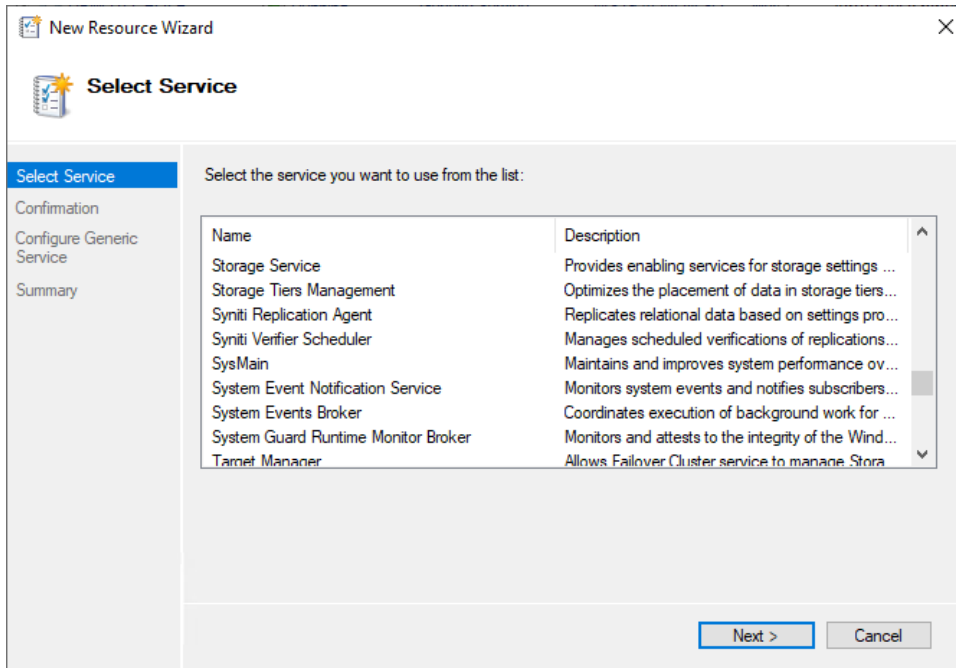 New Resource Wizard
Select Service
Select Service
Confirmation
Configure Generic
Service
Summary
Select the service you want to use from the list:
Name Description
Storage Service Provides enabling services for storage settings ...
Storage Tiers Management Optimizes the placement of data in storage tiers...
Syniti Replication Agent Replicates relational data based on settings pro...
Syniti Verifier Scheduler Manages scheduled verifications of replications...
SysMain Maintains and improves system performance ov...
System Event Notification Service Monitors system events and notifies subscribers...
System Events Broker Coordinates execution of background work for ...
System Guard Runtime Monitor Broker Monitors and attests to the integrity of the Wind...
Target Manager Allows Failover Cluster service to manage Stora
Next > Cancel